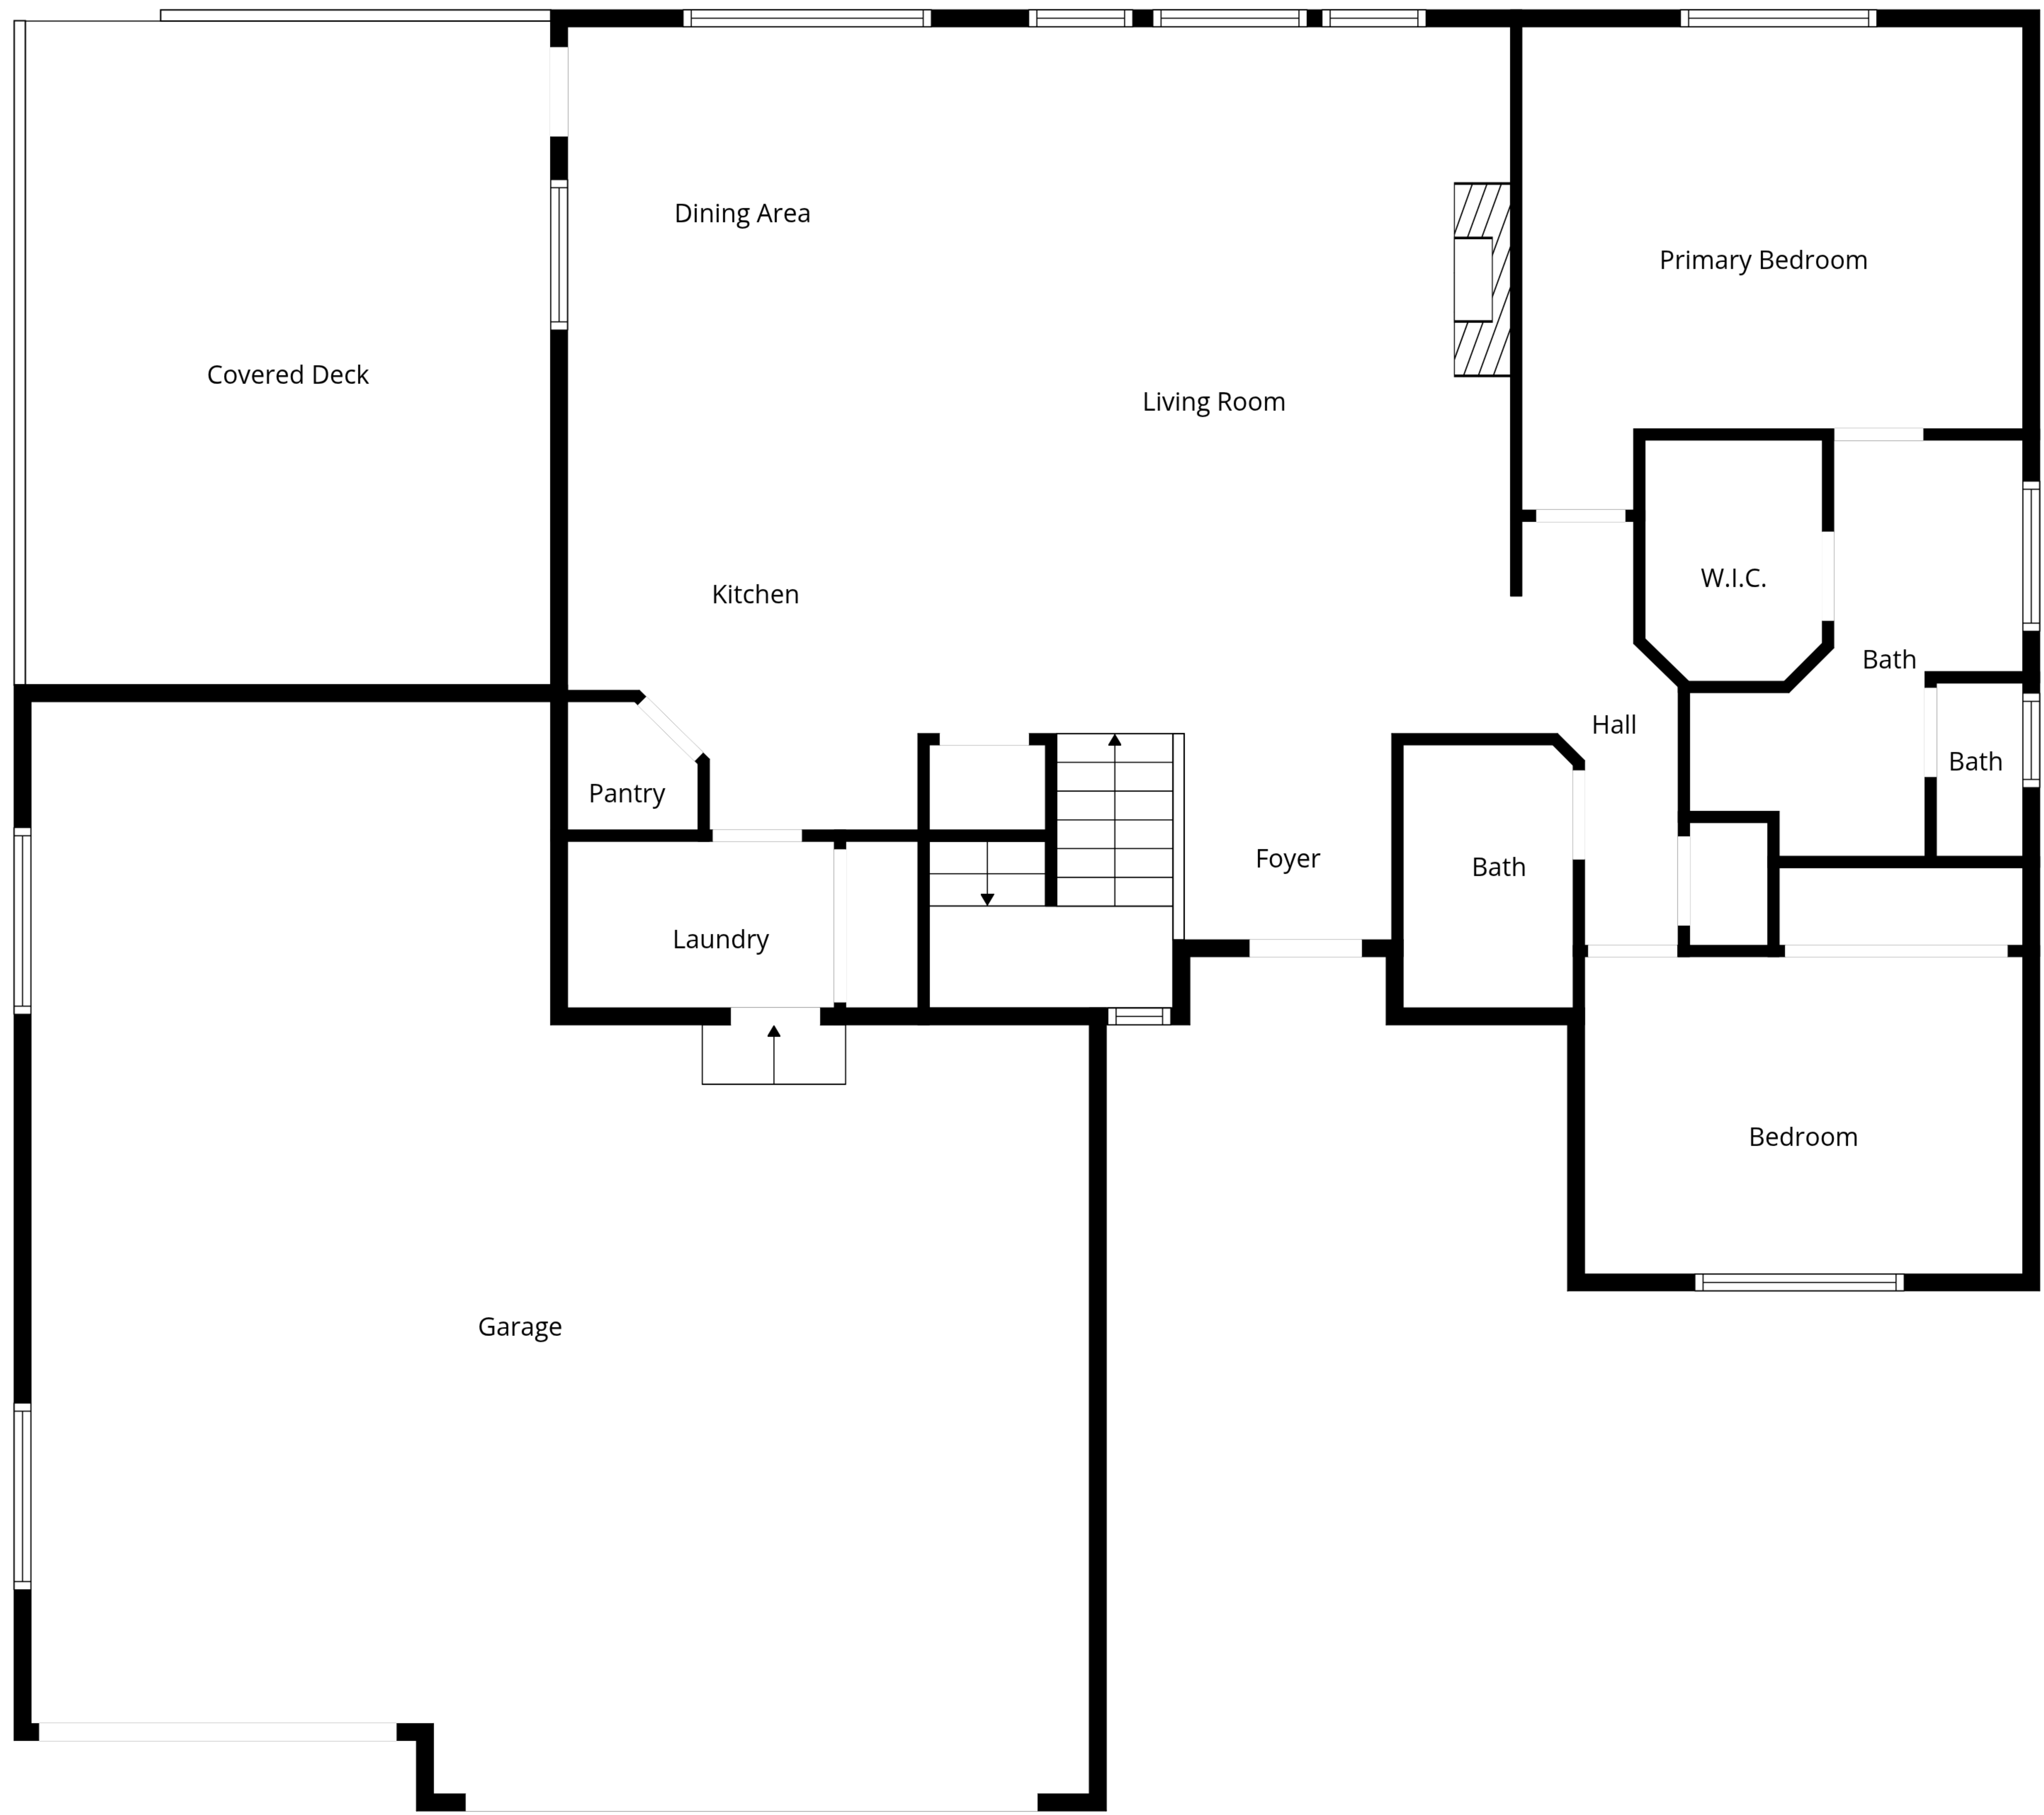 Dining Area
Primary Bedroom
Covered Deck
Living Room
W.I.C.
Kitchen
Bath
Hall
Bath
Pantry
Foyer
Bath
Laundry
Bedroom
Garage